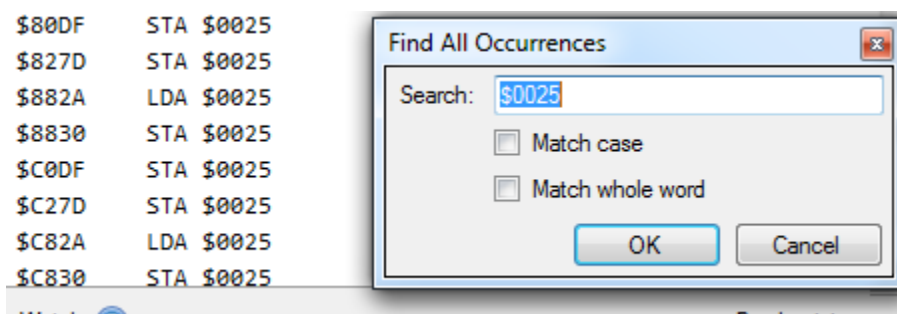 $80DF STA $0025
$827D STA $0025
$882A LDA $0025
$8830 STA $0025
$C0DF STA $0025
$C27D STA $0025
$C82A LDA $0025
$C830 STA $0025
Find All Occurrences
Search: $0025
Match case
Match whole word
OK Cancel